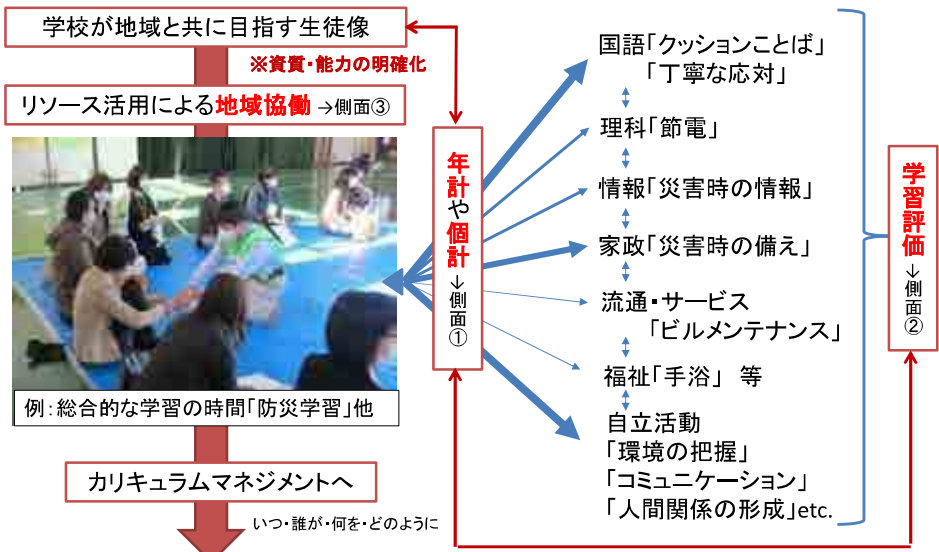 学校が地域と共に目指す生徒像
※資質・能力の明確化
リソース活用による地域協働→側面③
例:総合的な学習の時間「防災学習」他
カリキュラムマネジメントへ
いつ・誰が・何を・どのように
年計や個計→側面①
国語「クッションことば」
「丁寧な応対」
理科「節電」
情報「災害時の情報」
家政「災害時の備え」
流通・サービス
「ビルメンテナンス」
福祉「手浴」 等
自立活動
「環境の把握」
「コミュニケーション」
「人間関係の形成」etc.
学習評価→側面②